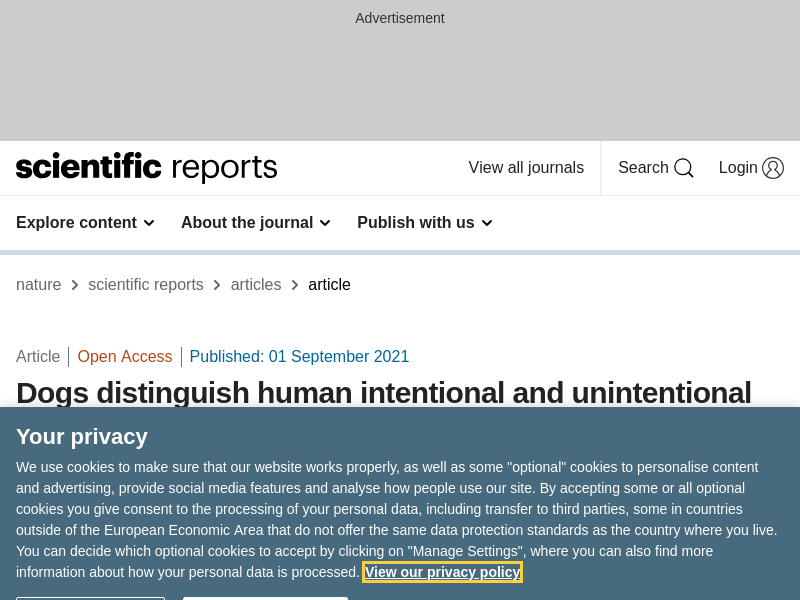 Advertisement
scientific reports
View all journals
Search
Login
Explore content
About the journal
Publish with us
nature
scientific reports
articles
article
Article
Open Access
Published: 01 September 2021
Dogs distinguish human intentional and unintentional
Your privacy
We use cookies to make sure that our website works properly, as well as some "optional" cookies to personalise content
and advertising, provide social media features and analyse how people use our site. By accepting some or all optional
cookies you give consent to the processing of your personal data, including transfer to third parties, some in countries
outside of the European Economic Area that do not offer the same data protection standards as the country where you live.
You can decide which optional cookies to accept by clicking on "Manage Settings", where you can also find more
information about how your personal data is processed. View our privacy policy